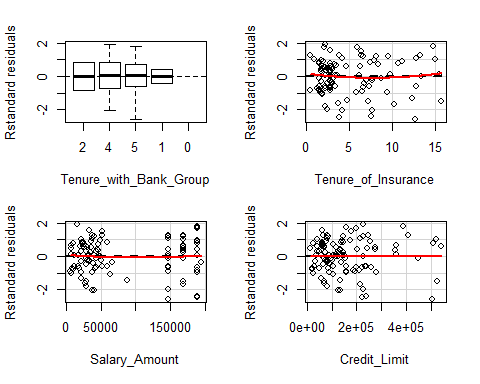 Rstandard residuals
2
0
-2
2 4 5 1 0
Tenure_with_Bank_Group
Rstandard residuals
2
0
-2
0 5 10 15
Tenure_of_Insurance
Rstandard residuals
2
0
-2
0 50000 150000
Salary_Amount
Rstandard residuals
2
0
-2
0e+00 2e+05 4e+05
Credit_Limit